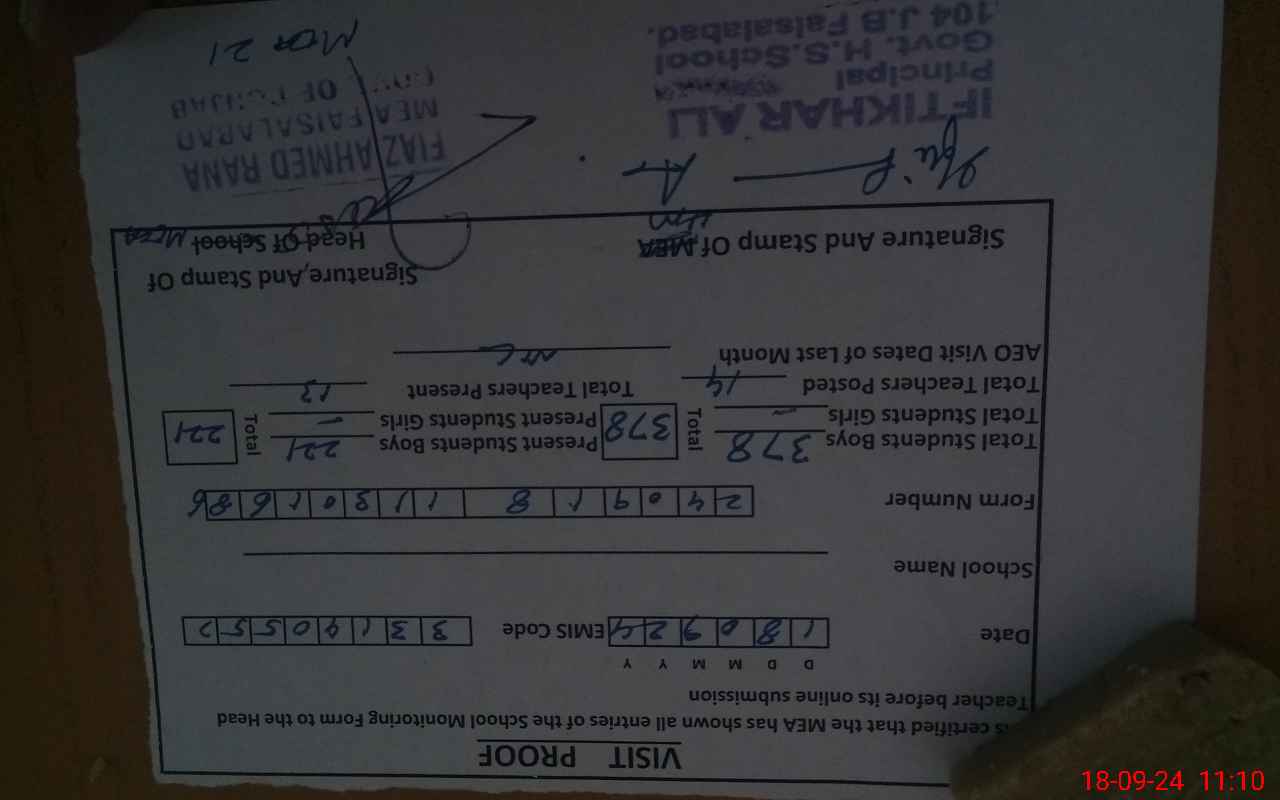 VISIT PROOF
is certified that the MEA has shown all entries of the School Monitoring Form to the Head
Teacher before its online submission
D D M M Y Y
Date 1 8 0 9 2 4 EMIS Code 3 3 1 4 0 5 5 2
School Name
Form Number 2 4 0 9 1 8 1 1 3 0 1 6 8 6
Total Students Boys 378 Total 378 Present Students Boys 221 Total 221
Total Students Girls – Present Students Girls –
Total Teachers Posted 14 Total Teachers Present 13
AEO Visit Dates of Last Month
Signature,And Stamp Of
Signature And Stamp Of MEA HM Head Of School MEA
FIAZ AHMED RANA
MEA FAISALABAD
GOVT OF PUNJAB
MEA 21
IFTIKHAR ALI
Principal
Govt. H.S.School
104 J.B Faisalabad.
18-09-24 11:10